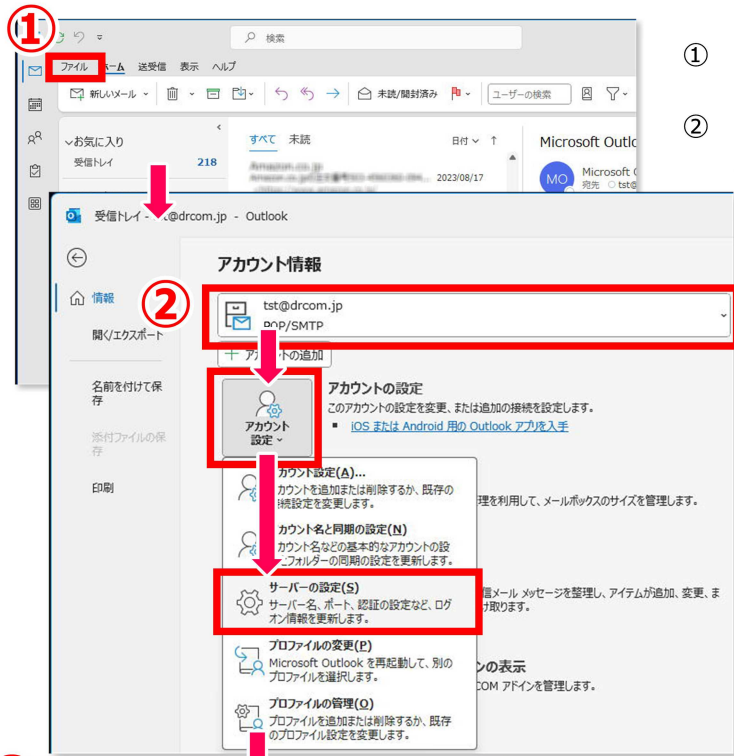 ①
検索
①
ファイル ホーム 送受信 表示 ヘルプ
新しいメール 未読/開封済み ユーザーの検索
②
お気に入り
すべて 未読 日付 Microsoft Outlo
受信トレイ 218
Amazon.co.jp
2023/08/17
MO Microsoft
宛先 tst@
受信トレイ - @drcom.jp - Outlook
アカウント情報
情報
②
tst@drcom.jp
POP/SMTP
開く/エクスポート
の追加
名前を付けて保存
アカウントの設定
このアカウントの設定を変更、または追加の接続を設定します。
iOS または Android 用の Outlook アプリを入手
アカウント
設定
添付ファイルの保存
印刷
カウント設定(A)...
カウントを追加または削除するか、既存の
続設定を変更します。
理を利用して、メールボックスのサイズを管理します。
カウント名と同期の設定(N)
カウント名などの基本的なアカウントの設
フォルダーの同期の設定を更新します。
サーバーの設定(S)
サーバー名、ポート、認証の設定など、ログ
オン情報を更新します。
信メール メッセージを整理し、アイテムが追加、変更、ま
け取ります。
プロファイルの変更(P)
Microsoft Outlook を再起動して、別の
プロファイルを選択します。
ンの表示
COM アドインを管理します。
プロファイルの管理(O)
プロファイルを追加または削除するか、既存
のプロファイル設定を変更します。